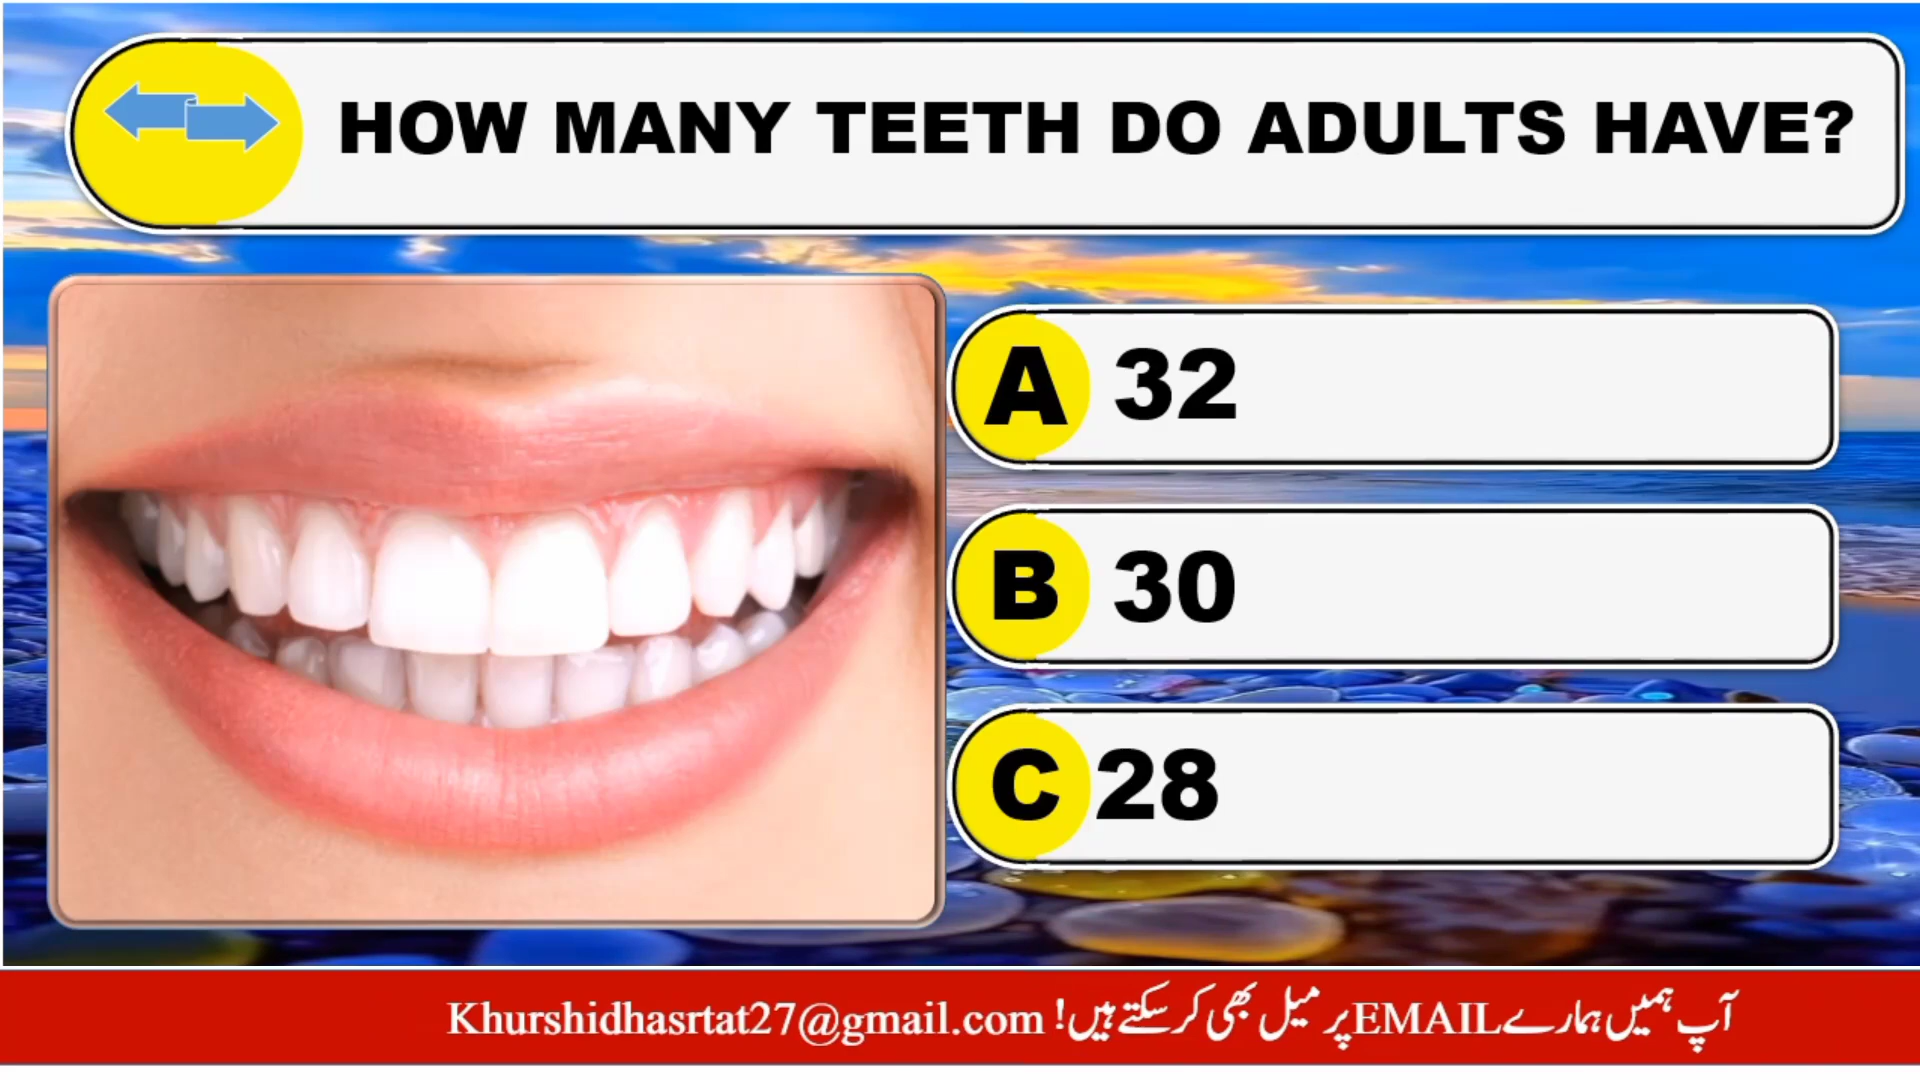 HOW MANY TEETH DO ADULTS HAVE?
A 32
B 30
C 28
آپ ہمیں ہمارے EMAIL پر میل بھی کر سکتے ہیں! Khurshidhasrtat27@gmail.com